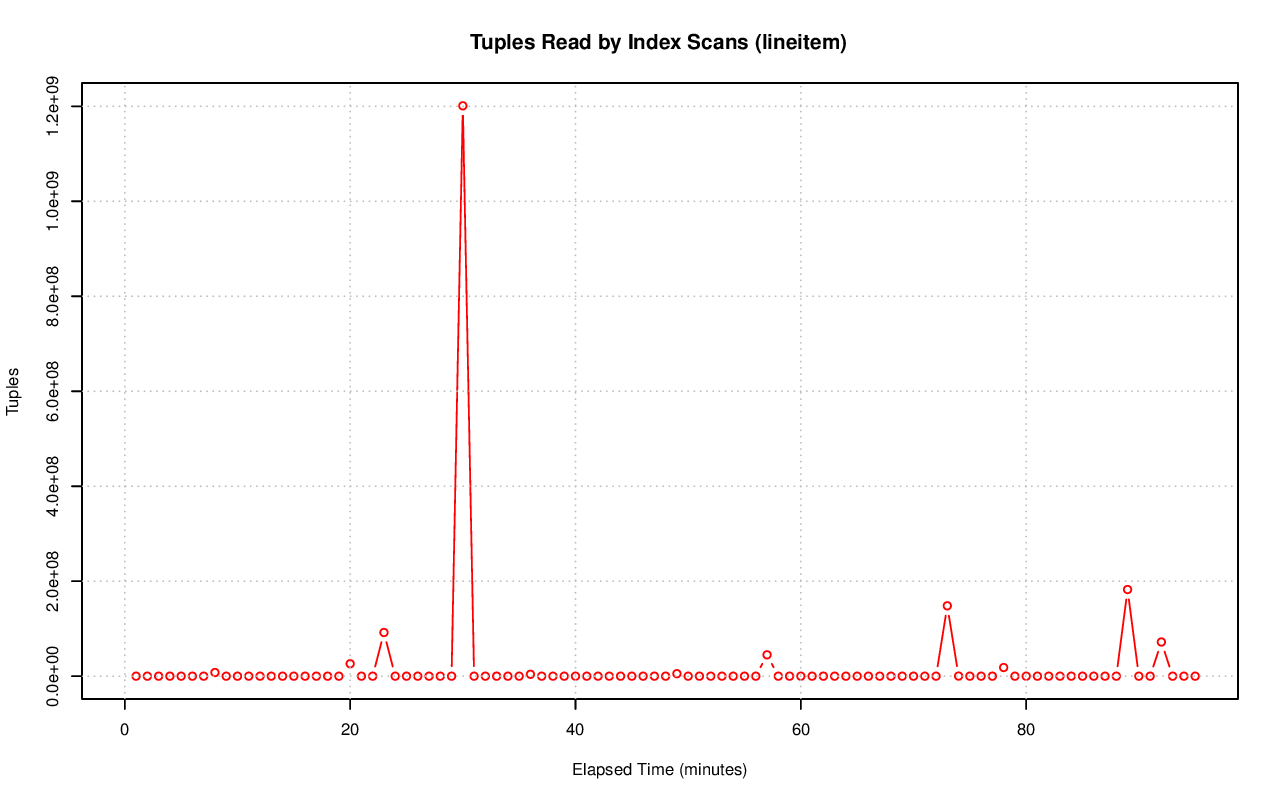 Tuples Read by Index Scans (lineitem)
1.2e+09
1.0e+09
8.0e+08
6.0e+08
4.0e+08
2.0e+08
0.0e+00
Tuples
0 20 40 60 80
Elapsed Time (minutes)